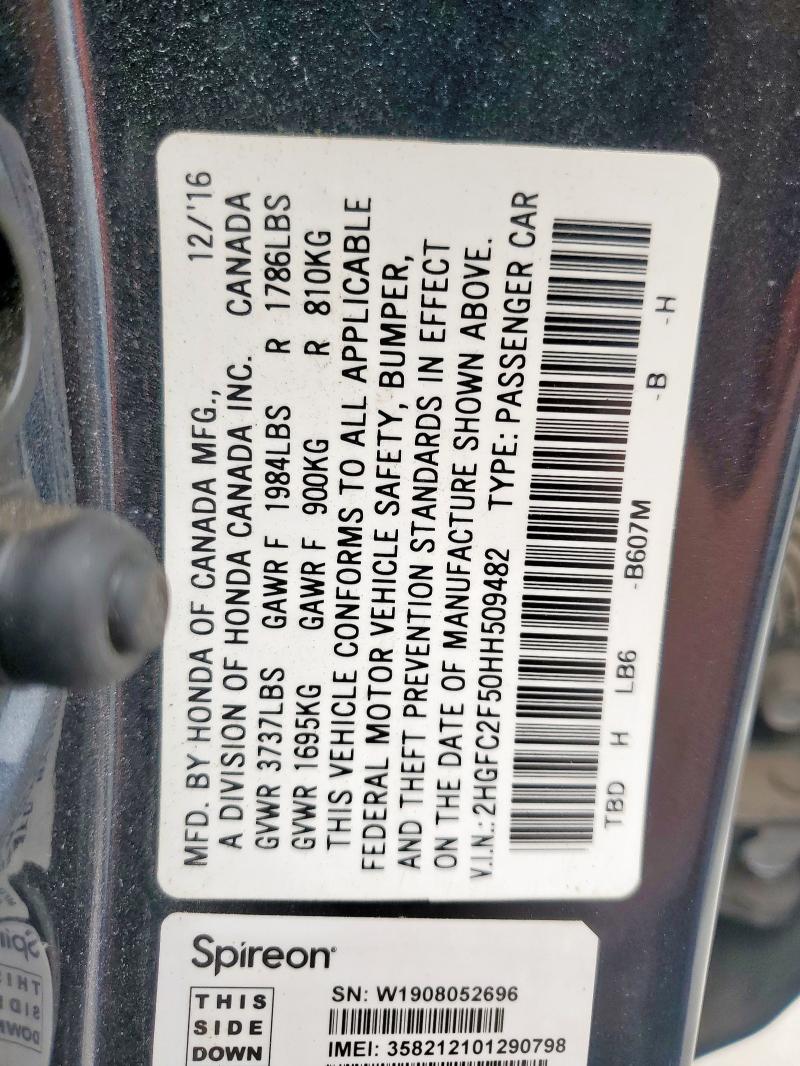 MFD. BY HONDA OF CANADA MFG., 12/'16
A DIVISION OF HONDA CANADA INC. CANADA
GVWR 3737LBS GAWR F 1984LBS R 1786LBS
GVWR 1695KG GAWR F 900KG R 810KG
THIS VEHICLE CONFORMS TO ALL APPLICABLE
FEDERAL MOTOR VEHICLE SAFETY, BUMPER,
AND THEFT PREVENTION STANDARDS IN EFFECT
ON THE DATE OF MANUFACTURE SHOWN ABOVE.
V.I.N.: 2HGFC2F50HH509482 TYPE: PASSENGER CAR
TBD H LB6 -B607M -B -H
Spireon
THIS
SIDE
DOWN
SN: W1908052696
IMEI: 358212101290798